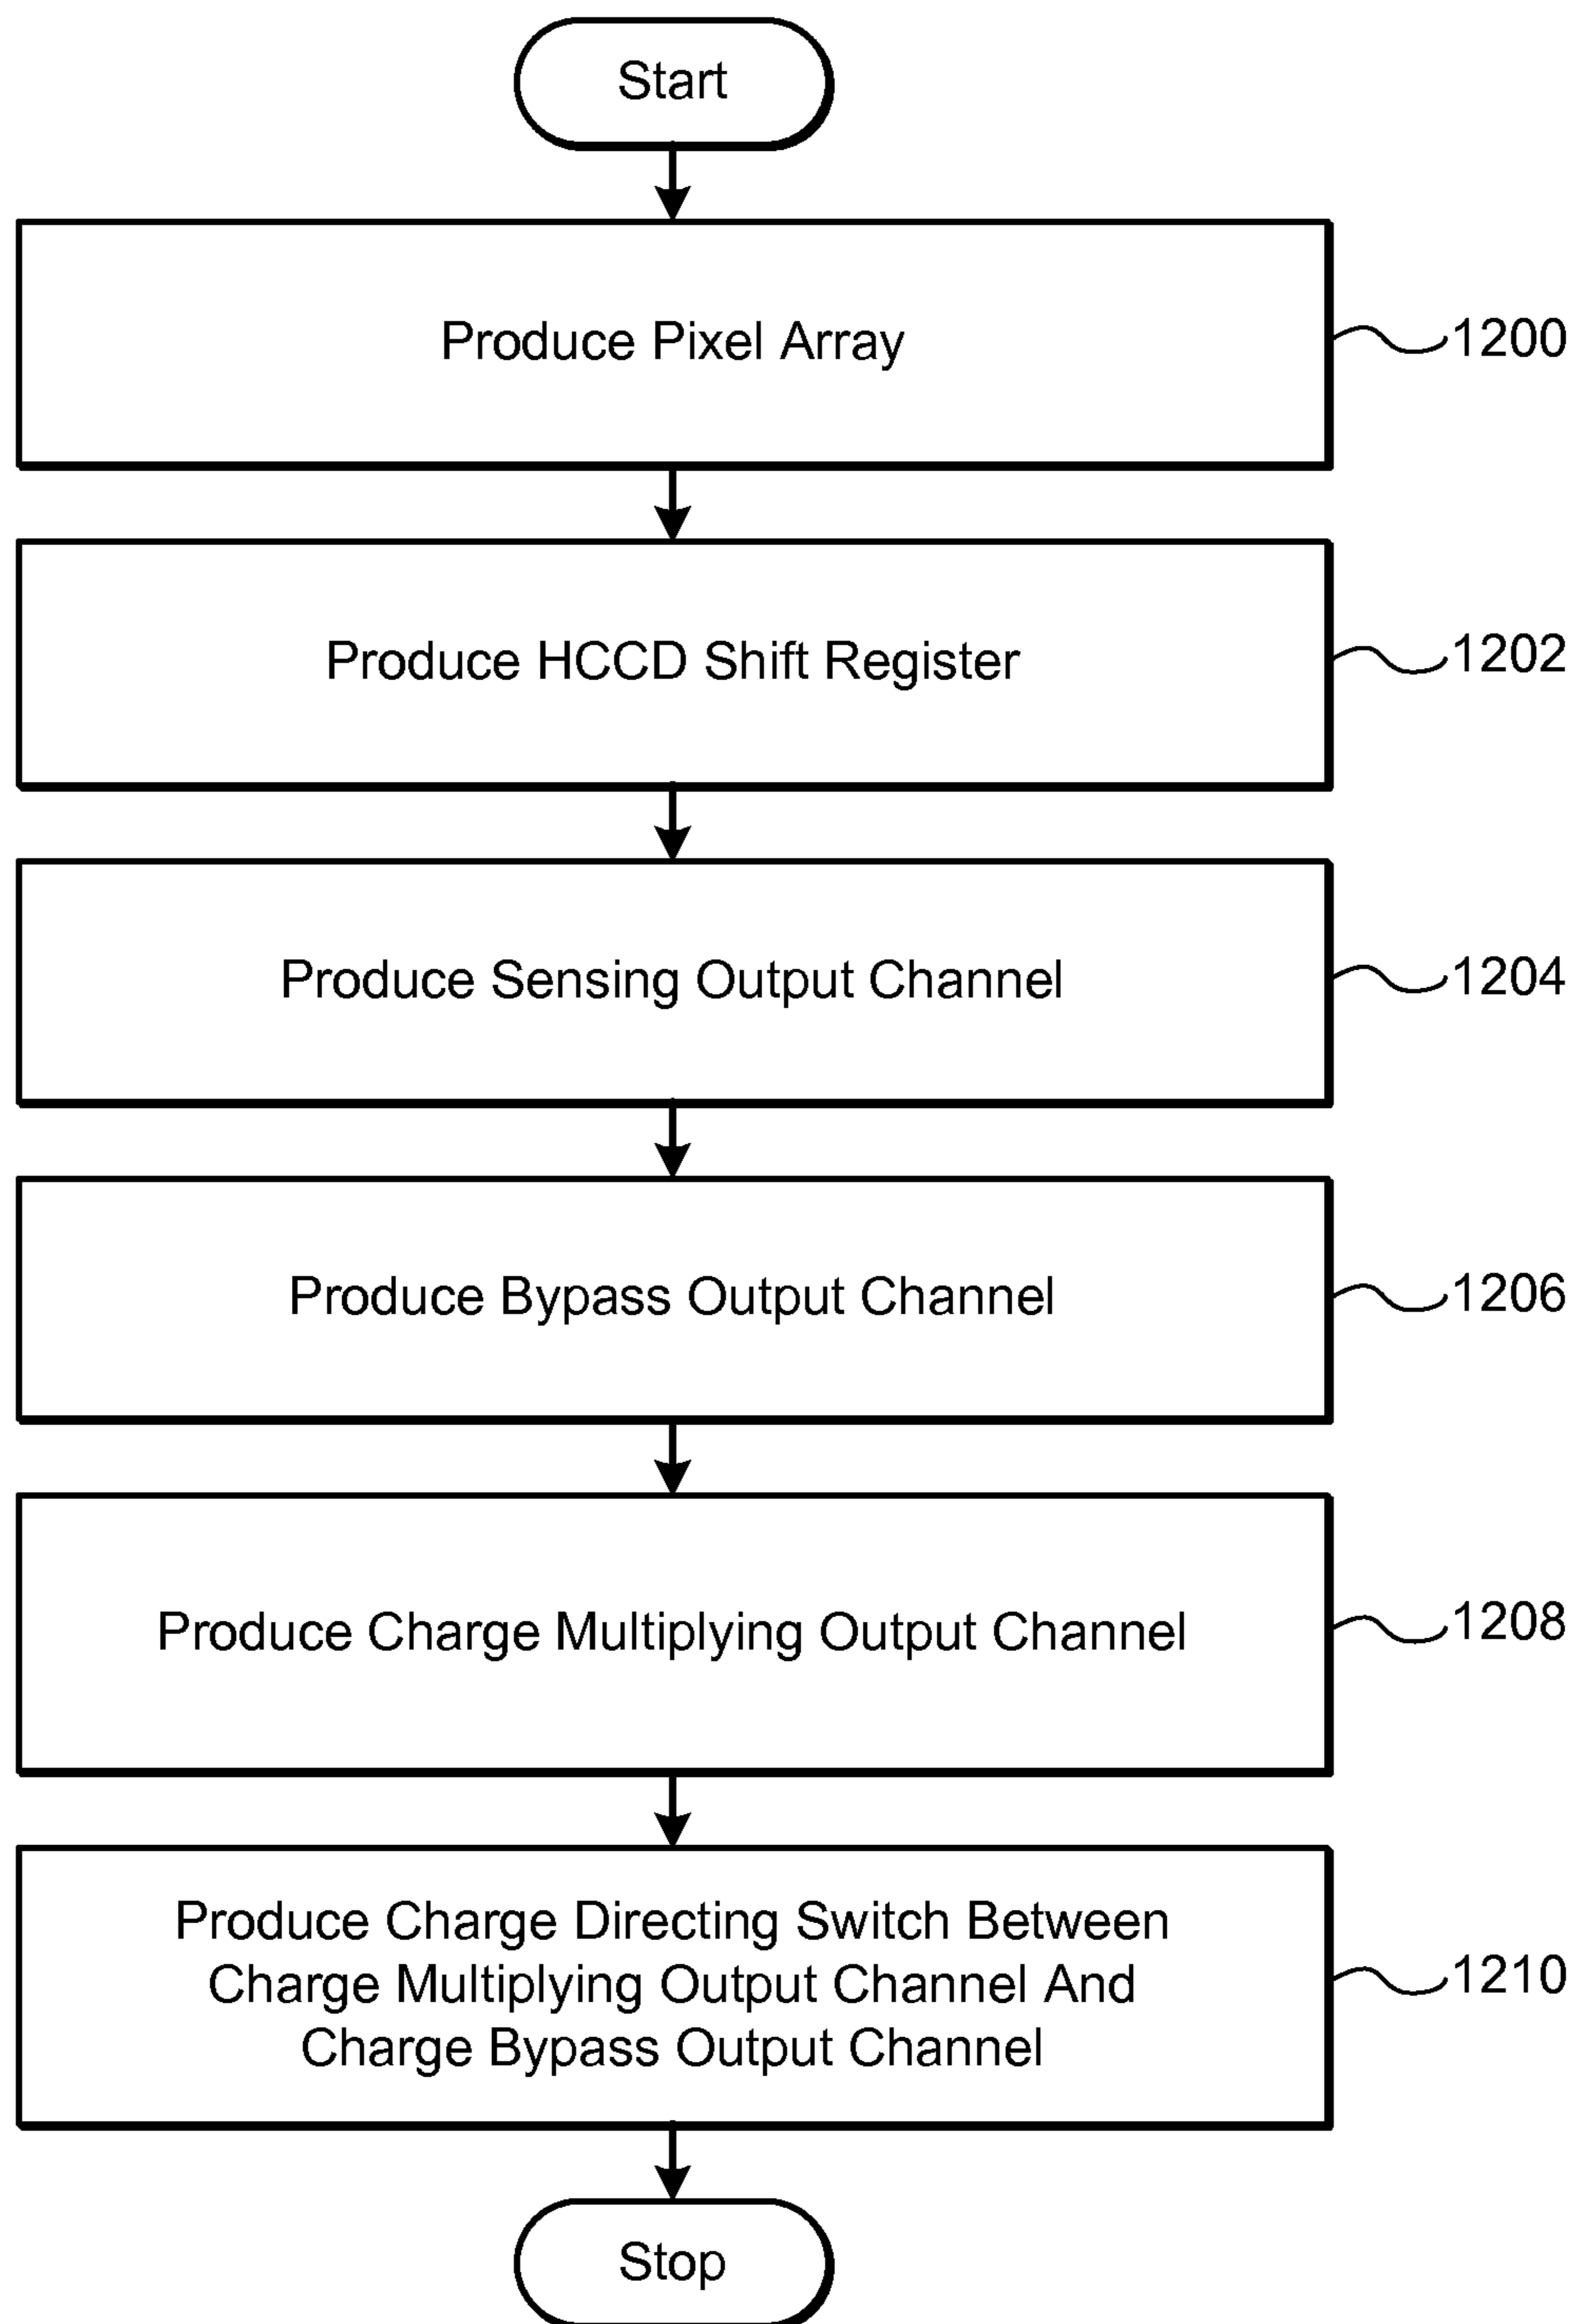 Start
Produce Pixel Array
1200
Produce HCCD Shift Register
1202
Produce Sensing Output Channel
1204
Produce Bypass Output Channel
1206
Produce Charge Multiplying Output Channel
1208
Produce Charge Directing Switch Between
Charge Multiplying Output Channel And
Charge Bypass Output Channel
1210
Stop